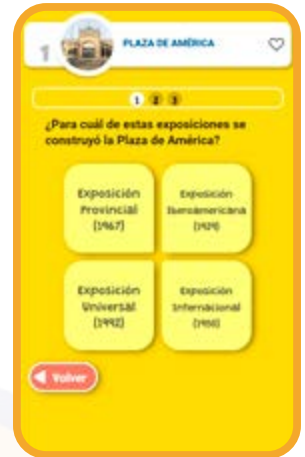 1
PLAZA DE AMÉRICA
1 2 3
¿Para cuál de estas exposiciones se
construyó la Plaza de América?
Exposición
Provincial
(1967)
Exposición
Iberoamericana
(1929)
Exposición
Universal
(1992)
Exposición
Internacional
Volver